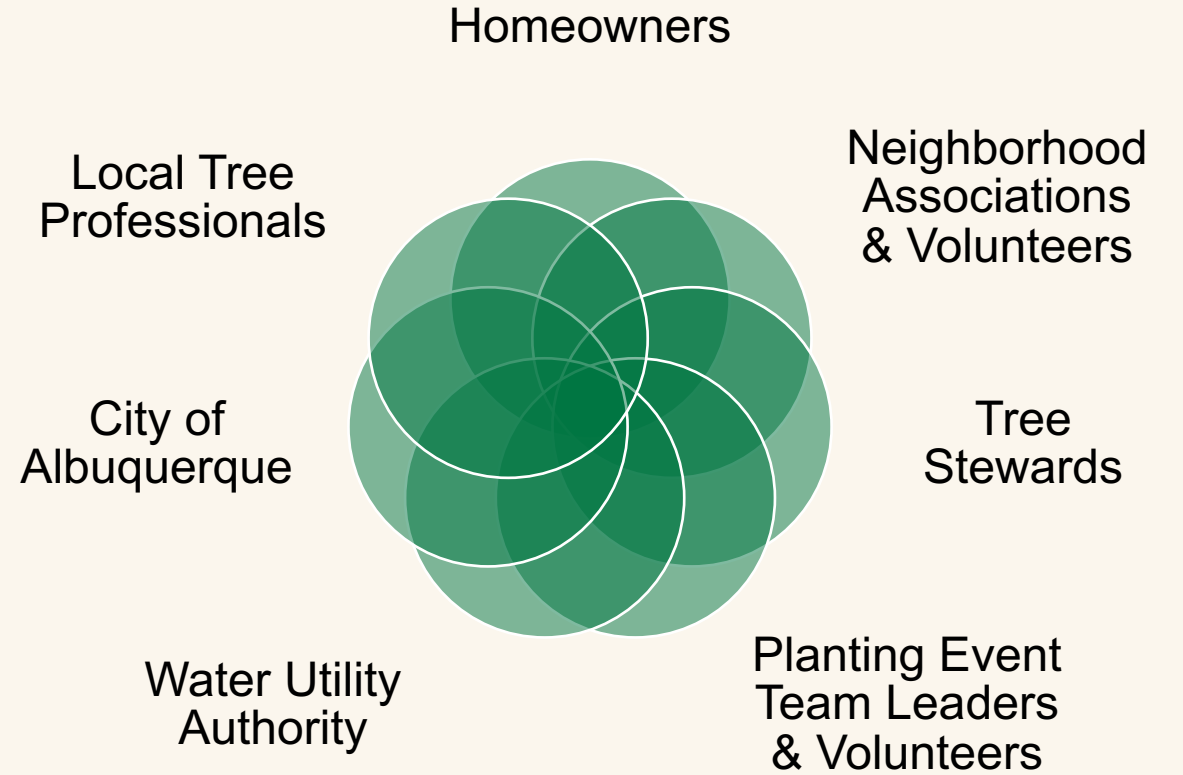 Homeowners
Neighborhood
Associations
& Volunteers
Tree
Stewards
Planting Event
Team Leaders
& Volunteers
Water Utility
Authority
City of
Albuquerque
Local Tree
Professionals